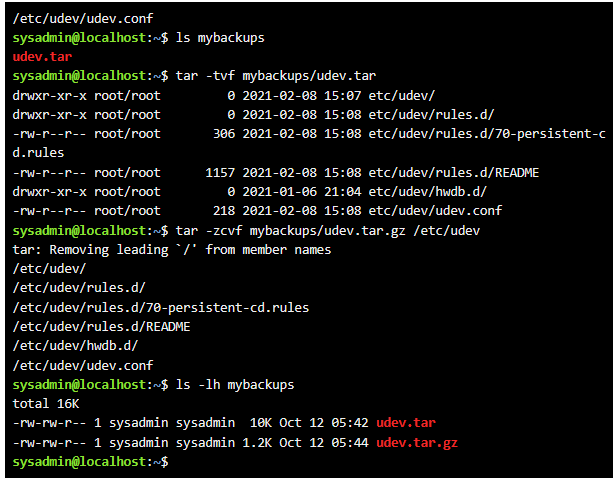 /etc/udev/udev.conf
sysadmin@localhost:~$ ls mybackups
udev.tar
sysadmin@localhost:~$ tar -tvf mybackups/udev.tar
drwxr-xr-x root/root         0 2021-02-08 15:07 etc/udev/
drwxr-xr-x root/root         0 2021-02-08 15:08 etc/udev/rules.d/
-rw-r--r-- root/root       306 2021-02-08 15:08 etc/udev/rules.d/70-persistent-c
d.rules
-rw-r--r-- root/root      1157 2021-02-08 15:08 etc/udev/rules.d/README
drwxr-xr-x root/root         0 2021-01-06 21:04 etc/udev/hwdb.d/
-rw-r--r-- root/root       218 2021-02-08 15:08 etc/udev/udev.conf
sysadmin@localhost:~$ tar -zcvf mybackups/udev.tar.gz /etc/udev
tar: Removing leading `/' from member names
/etc/udev/
/etc/udev/rules.d/
/etc/udev/rules.d/70-persistent-cd.rules
/etc/udev/rules.d/README
/etc/udev/hwdb.d/
/etc/udev/udev.conf
sysadmin@localhost:~$ ls -lh mybackups
total 16K
-rw-rw-r-- 1 sysadmin sysadmin  10K Oct 12 05:42 udev.tar
-rw-rw-r-- 1 sysadmin sysadmin 1.2K Oct 12 05:44 udev.tar.gz
sysadmin@localhost:~$